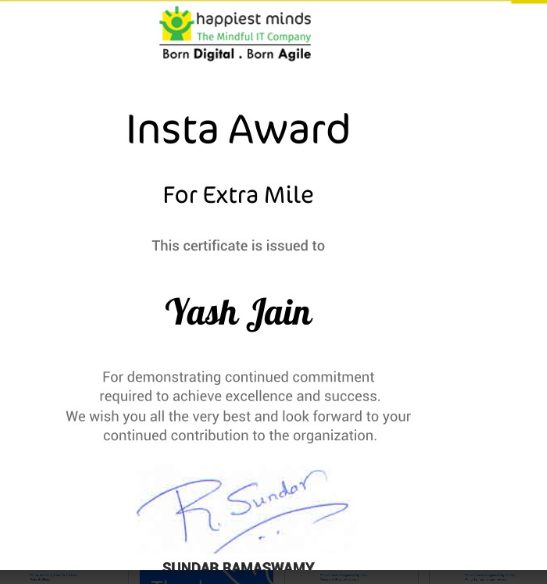 happiest minds
The Mindful IT Company
Born Digital . Born Agile
Insta Award
For Extra Mile
This certificate is issued to
Yash Jain
For demonstrating continued commitment
required to achieve excellence and success.
We wish you all the very best and look forward to your
continued contribution to the organization.
R. Sundar
SUNDAR RAMASWAMY